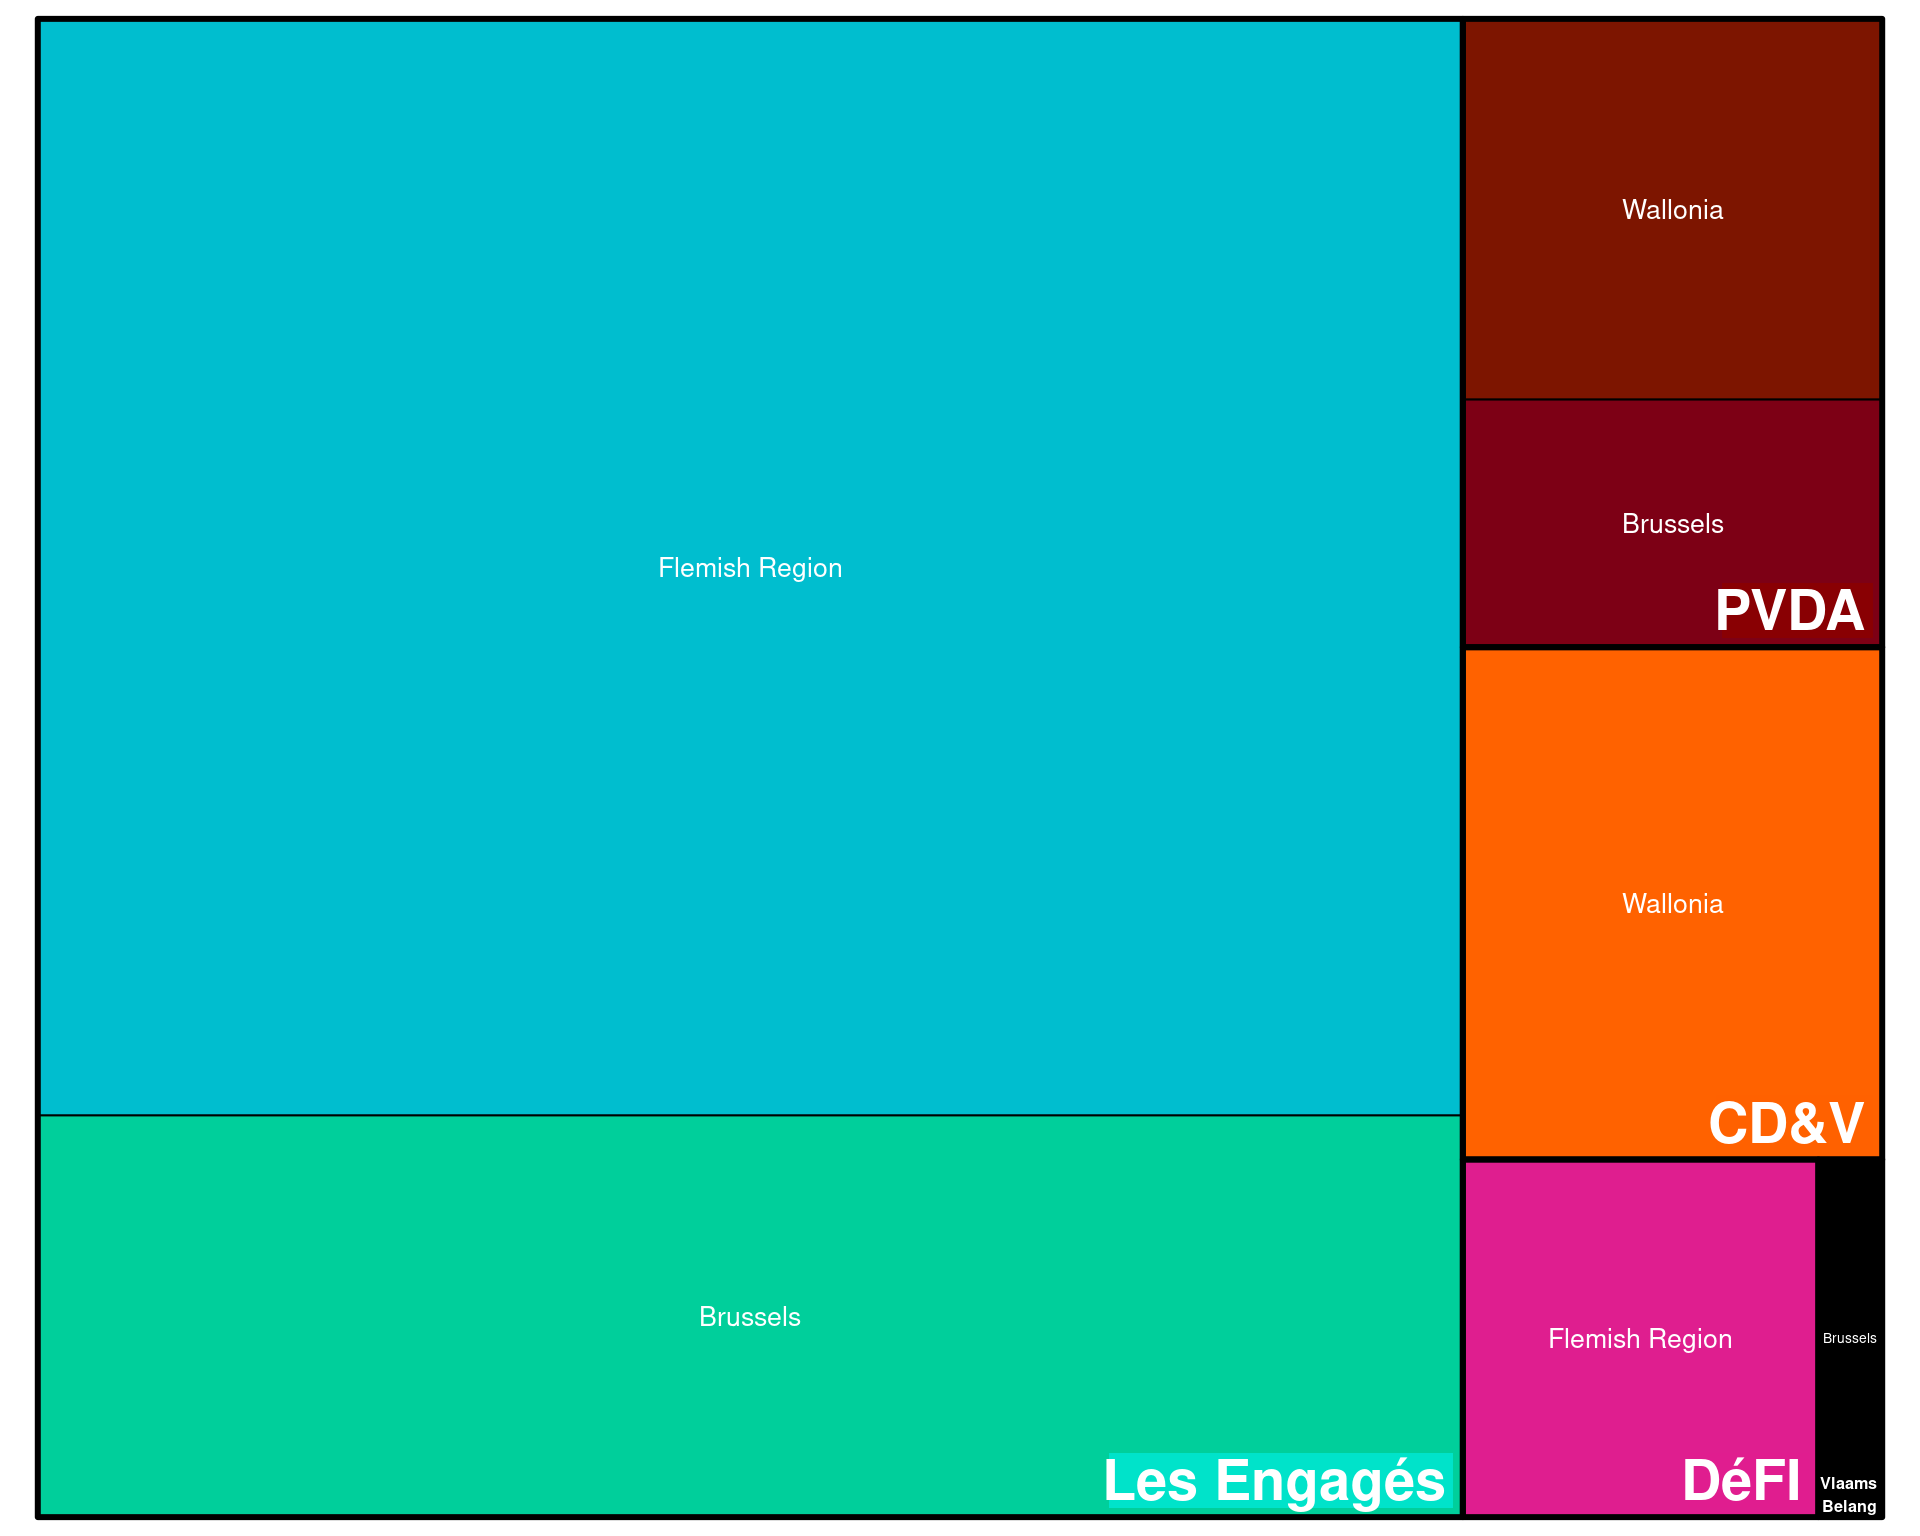 Flemish Region
Brussels
Les Engagés
Wallonia
Brussels
PVDA
Wallonia
CD&V
Flemish Region
DéFI
Brussels
Vlaams
Belang